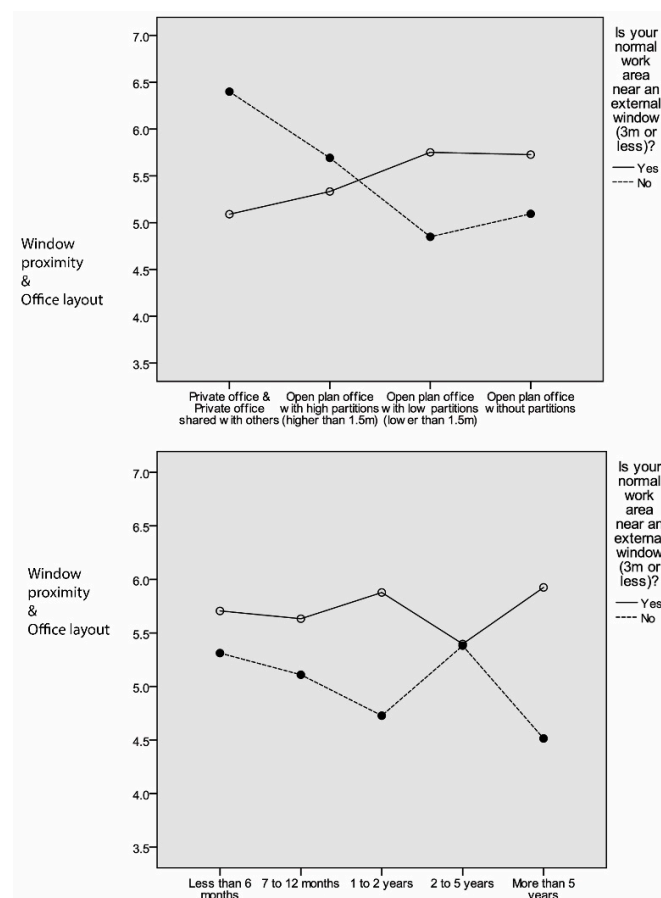 7.0
6.5
6.0
5.5
5.0
4.5
4.0
3.5
Window
proximity
&
Office layout
Private office &
Private office
shared with others
Open plan office
with high partitions
(higher than 1.5m)
Open plan office
with low partitions
(lower than 1.5m)
Open plan office
without partitions
Is your
normal
work
area
near an
external
window
(3m or
less)?
Yes
No
7.0
6.5
6.0
5.5
5.0
4.5
4.0
3.5
Window
proximity
&
Office layout
Less than 6
months
7 to 12 months
1 to 2 years
2 to 5 years
More than 5
years
Is your
normal
work
area
near an
externa
window
(3m or
less)?
Yes
No